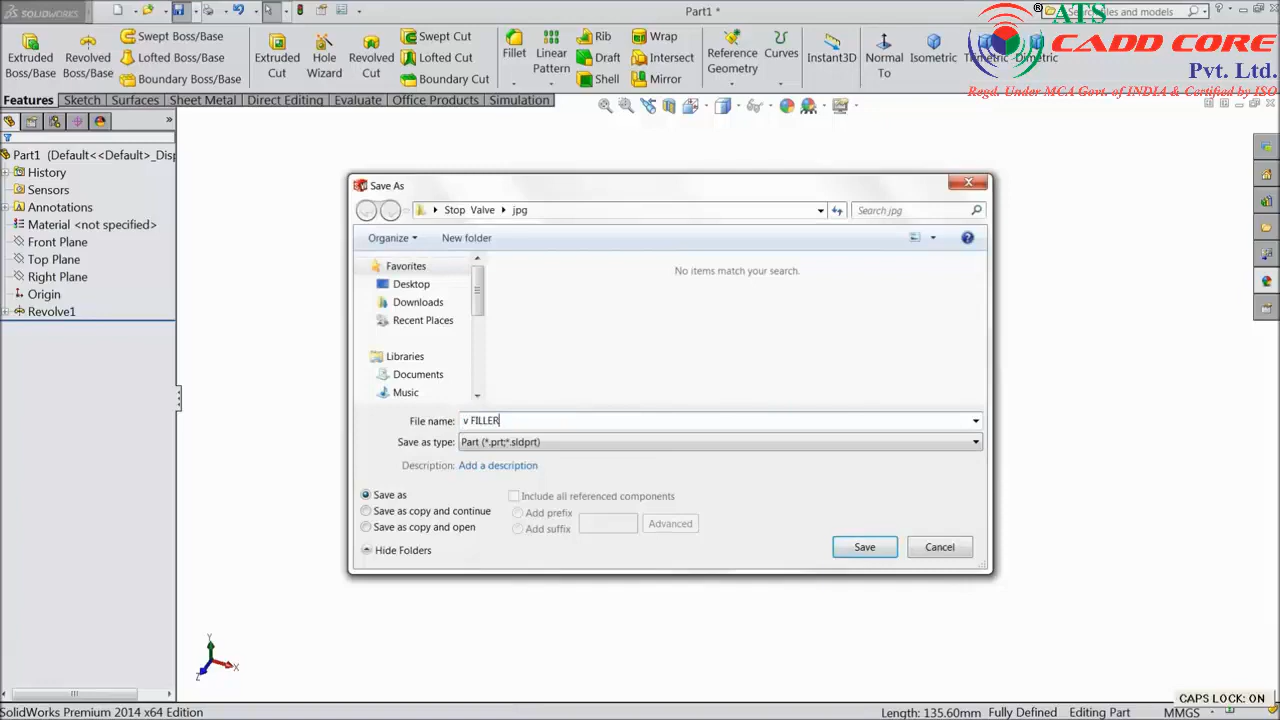 SOLIDWORKS
Part1 *
Search files and models
ATS
CADD CORE
Pvt. Ltd.
Regd. Under MCA Govt. of INDIA & Certified by ISO
Extruded Boss/Base
Revolved Boss/Base
Swept Boss/Base
Lofted Boss/Base
Boundary Boss/Base
Extruded Cut
Hole Wizard
Revolved Cut
Swept Cut
Lofted Cut
Boundary Cut
Fillet
Linear Pattern
Rib
Draft
Shell
Wrap
Intersect
Mirror
Reference Geometry
Curves
Instant3D
Normal To
Isometric
Trimetric
Dimetric
Features Sketch Surfaces Sheet Metal Direct Editing Evaluate Office Products Simulation
Part1 (Default<<Default>_Disp
History
Sensors
Annotations
Material <not specified>
Front Plane
Top Plane
Right Plane
Origin
Revolve1
Save As
Stop Valve jpg
Search jpg
Organize New folder
Favorites
Desktop
Downloads
Recent Places
Libraries
Documents
Music
No items match your search.
File name: v FILLER
Save as type: Part (*.prt;*.sldprt)
Description: Add a description
Save as
Save as copy and continue
Save as copy and open
Include all referenced components
Add prefix
Add suffix
Advanced
Hide Folders
Save Cancel
Y
X
Z
CAPS LOCK: ON
SolidWorks Premium 2014 x64 Edition
Length: 135.60mm Fully Defined Editing Part MMGS